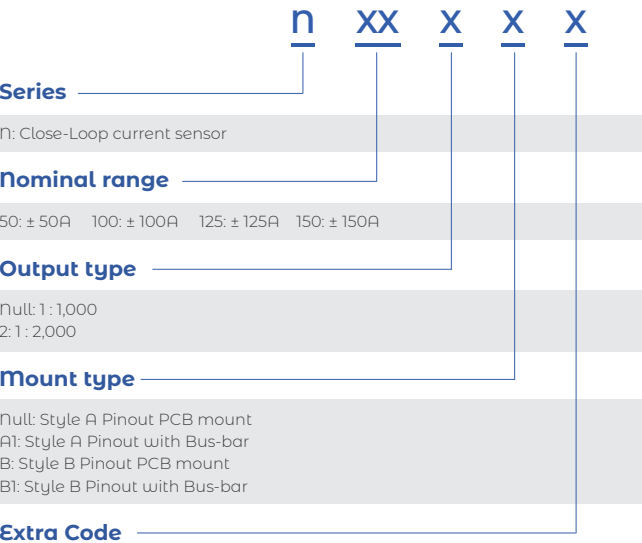 n xx x x x
Series
N: Close-Loop current sensor
Nominal range
50: ± 50A 100: ± 100A 125: ± 125A 150: ± 150A
Output type
Null: 1 : 1,000
2: 1 : 2,000
Mount type
Null: Style A Pinout PCB mount
A1: Style A Pinout with Bus-bar
B: Style B Pinout PCB mount
B1: Style B Pinout with Bus-bar
Extra Code